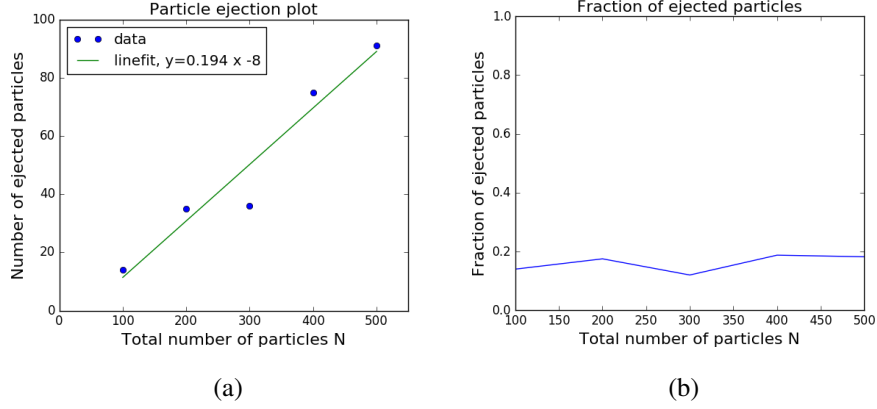 Particle ejection plot
data
linefit, y=0.194 x -8
Number of ejected particles
100
80
60
40
20
0
0 100 200 300 400 500
Total number of particles N
(a)
Fraction of ejected particles
Fraction of ejected particles
1.0
0.8
0.6
0.4
0.2
0.0
100 150 200 250 300 350 400 450 500
Total number of particles N
(b)